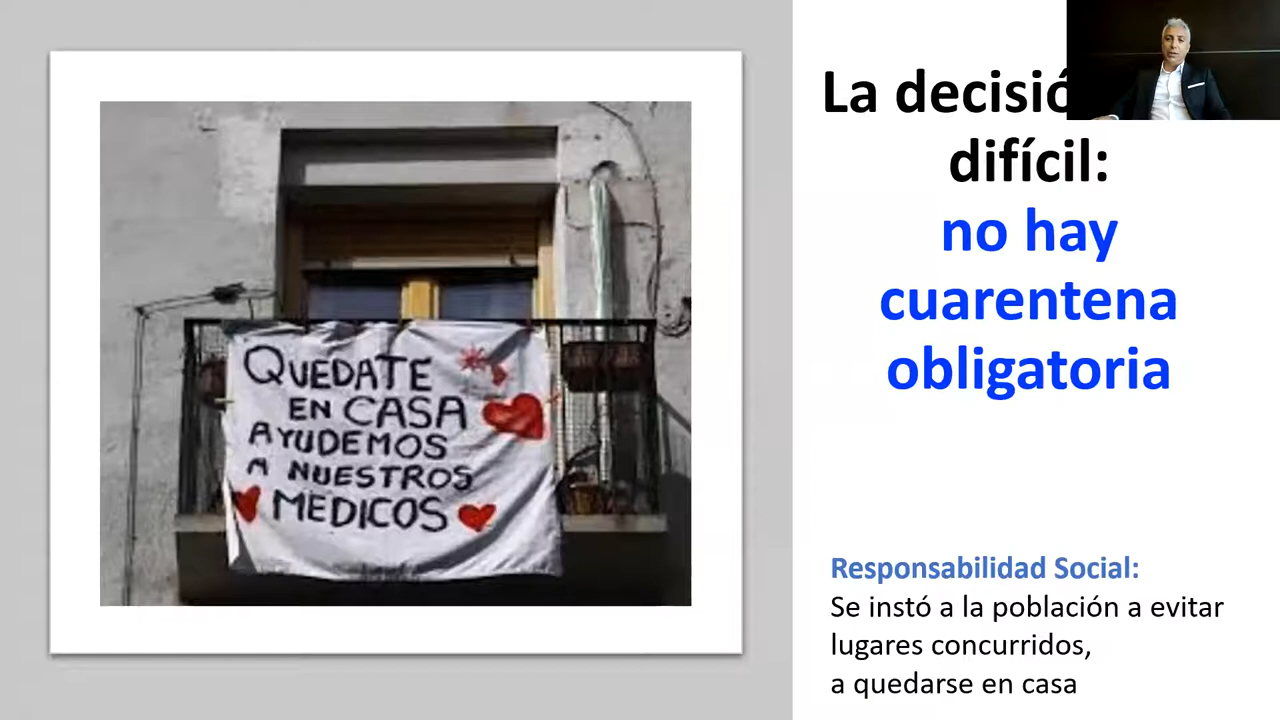 QUEDATE
EN CASA
AYUDEMOS
A NUESTROS
MEDICOS
La decisió
difícil:
no hay
cuarentena
obligatoria
Responsabilidad Social:
Se instó a la población a evitar
lugares concurridos,
a quedarse en casa